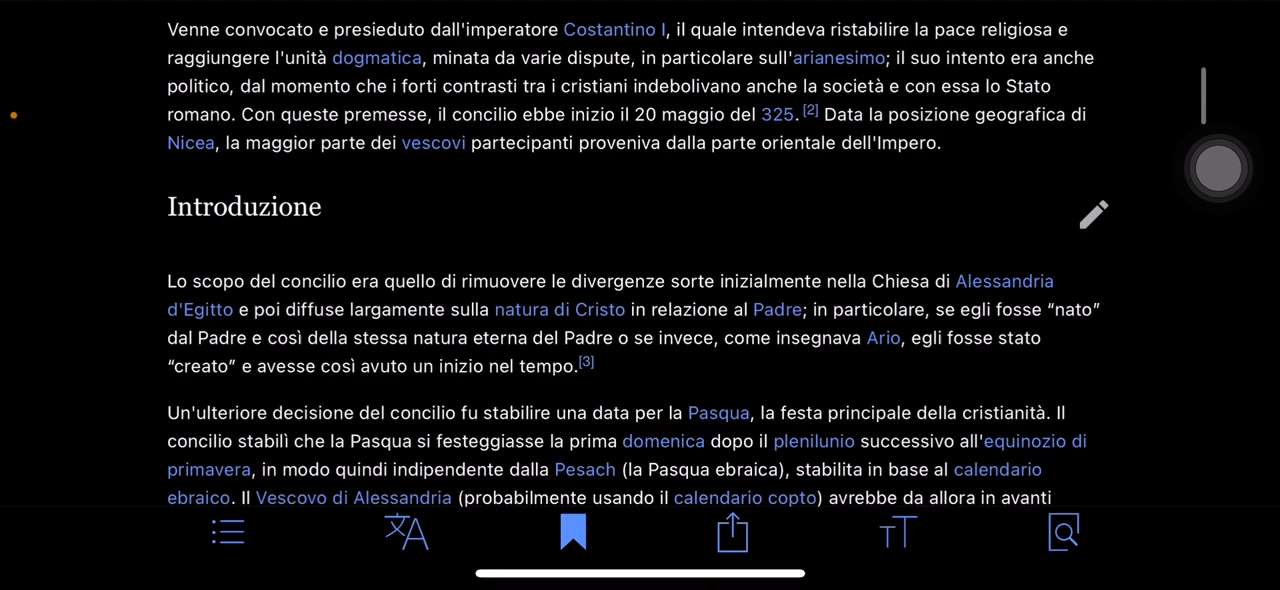 Venne convocato e presieduto dall'imperatore Costantino I, il quale intendeva ristabilire la pace religiosa e
raggiungere l'unità dogmatica, minata da varie dispute, in particolare sull'arianesimo; il suo intento era anche
politico, dal momento che i forti contrasti tra i cristiani indebolivano anche la società e con essa lo Stato
romano. Con queste premesse, il concilio ebbe inizio il 20 maggio del 325.[2] Data la posizione geografica di
Nicea, la maggior parte dei vescovi partecipanti proveniva dalla parte orientale dell'Impero.
Introduzione
Lo scopo del concilio era quello di rimuovere le divergenze sorte inizialmente nella Chiesa di Alessandria
d'Egitto e poi diffuse largamente sulla natura di Cristo in relazione al Padre; in particolare, se egli fosse “nato”
dal Padre e così della stessa natura eterna del Padre o se invece, come insegnava Ario, egli fosse stato
“creato” e avesse così avuto un inizio nel tempo.[3]
Un'ulteriore decisione del concilio fu stabilire una data per la Pasqua, la festa principale della cristianità. Il
concilio stabilì che la Pasqua si festeggiasse la prima domenica dopo il plenilunio successivo all'equinozio di
primavera, in modo quindi indipendente dalla Pesach (la Pasqua ebraica), stabilita in base al calendario
ebraico. Il Vescovo di Alessandria (probabilmente usando il calendario copto) avrebbe da allora in avanti